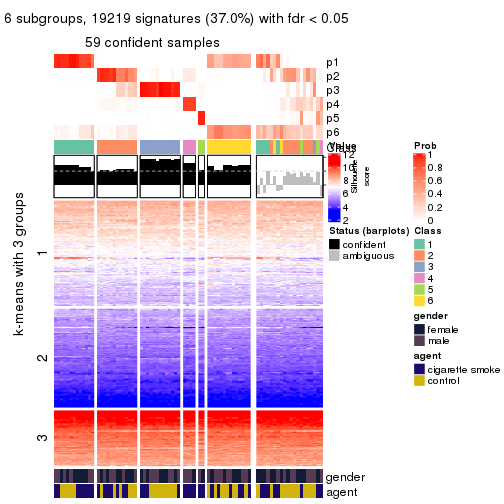 6 subgroups, 19219 signatures (37.0%) with fdr < 0.05
59 confident samples
p1
p2
p3
p4
p5
p6
Class
Value
12
10
8
6
4
2
Silhouette
score
k-means with 3 groups
1
2
3
Prob
1
0.8
0.6
0.4
0.2
0
Status (barplots)
confident
ambiguous
Class
1
2
3
4
5
6
gender
female
male
agent
cigarette smoke
control
gender
agent